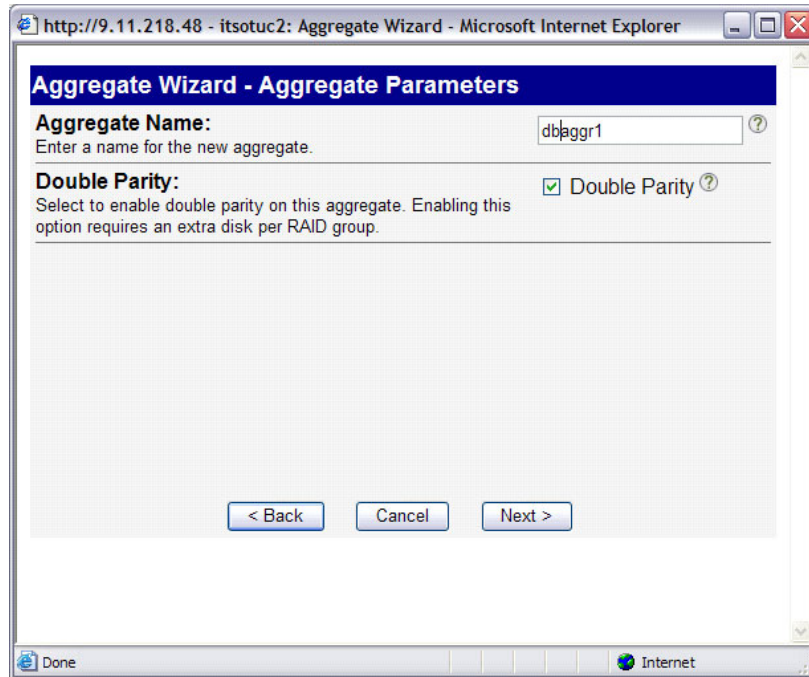 http://9.11.218.48 - itsotuc2: Aggregate Wizard - Microsoft Internet Explorer
Aggregate Wizard - Aggregate Parameters
Aggregate Name:
Enter a name for the new aggregate.
dbaggr1
?
Double Parity:
Select to enable double parity on this aggregate. Enabling this
option requires an extra disk per RAID group.
Double Parity ?
< Back
Cancel
Next >
Done
Internet